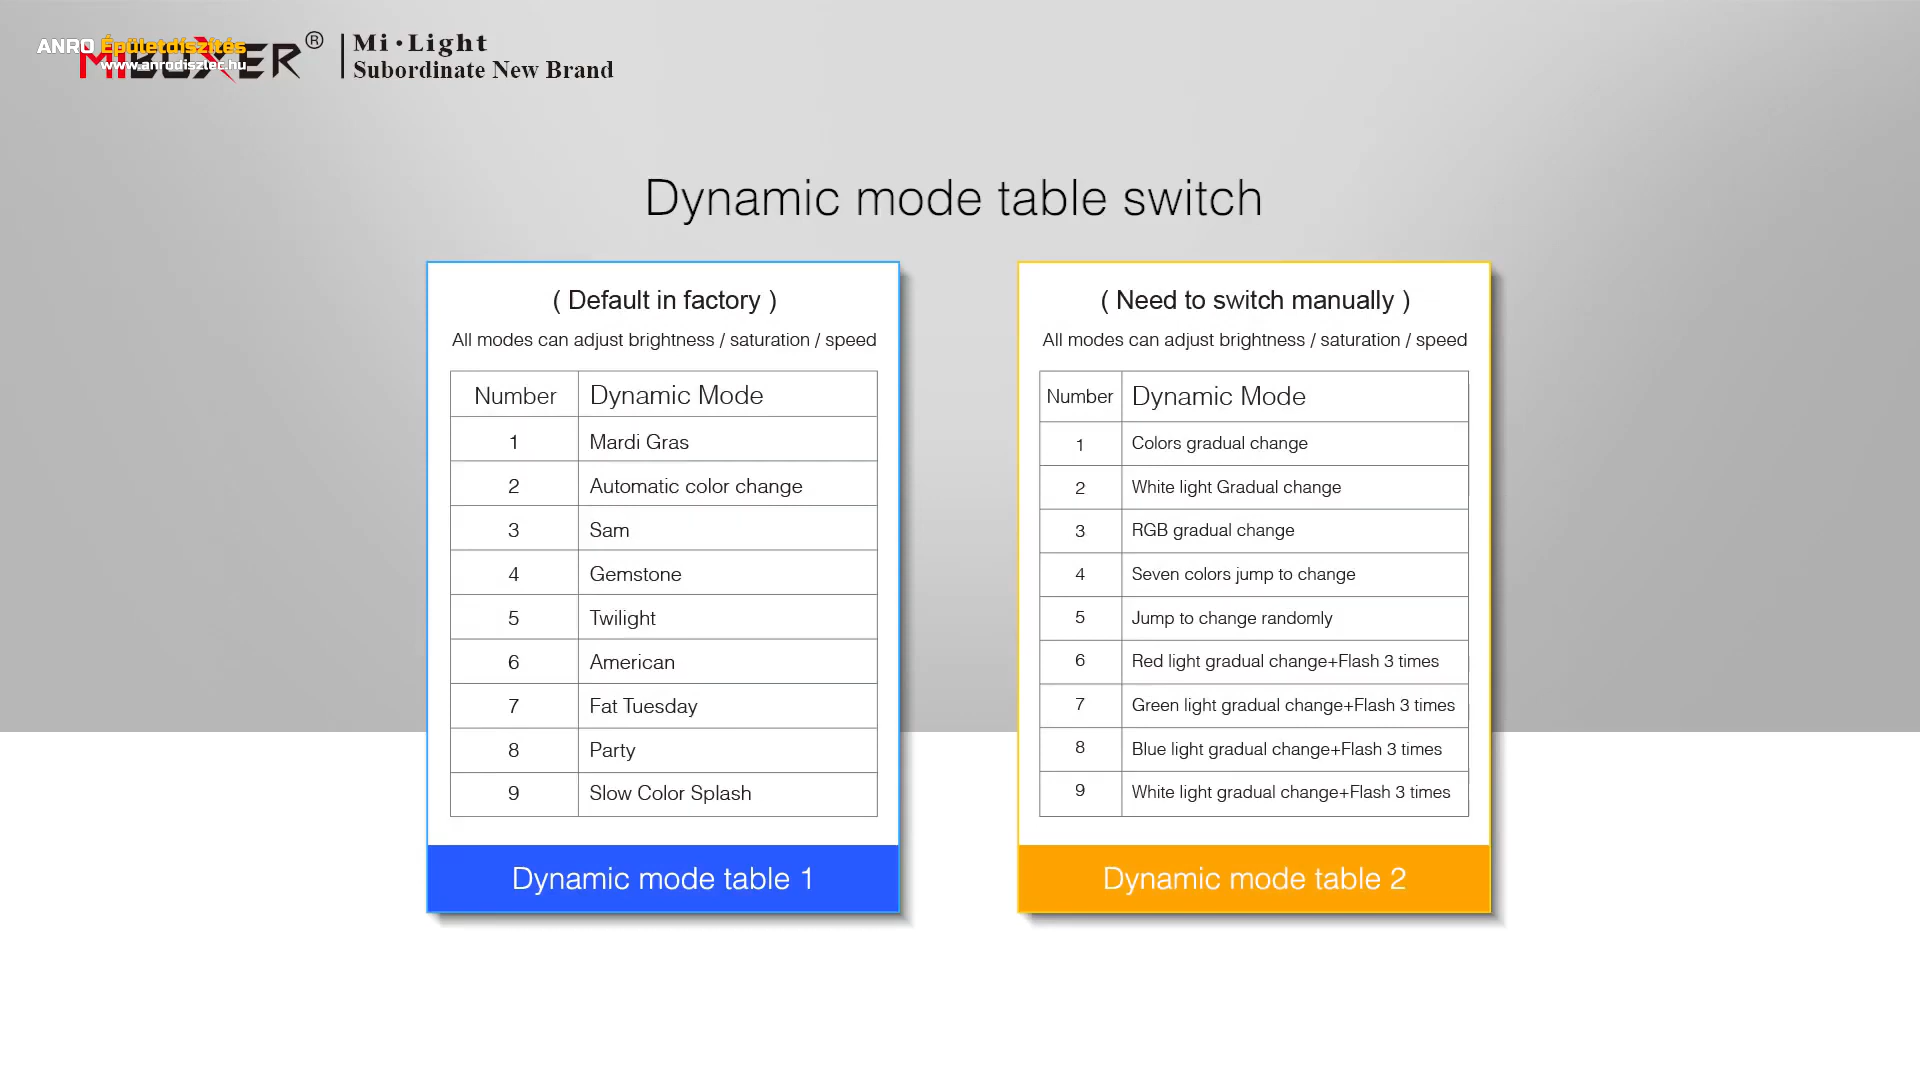 ANRO Épületdíszítés
www.anrodiszlec.hu
MiBOXER®
Mi·Light
Subordinate New Brand
Dynamic mode table switch
( Default in factory )
All modes can adjust brightness / saturation / speed
Number Dynamic Mode
1 Mardi Gras
2 Automatic color change
3 Sam
4 Gemstone
5 Twilight
6 American
7 Fat Tuesday
8 Party
9 Slow Color Splash
Dynamic mode table 1
( Need to switch manually )
All modes can adjust brightness / saturation / speed
Number Dynamic Mode
1 Colors gradual change
2 White light Gradual change
3 RGB gradual change
4 Seven colors jump to change
5 Jump to change randomly
6 Red light gradual change+Flash 3 times
7 Green light gradual change+Flash 3 times
8 Blue light gradual change+Flash 3 times
9 White light gradual change+Flash 3 times
Dynamic mode table 2